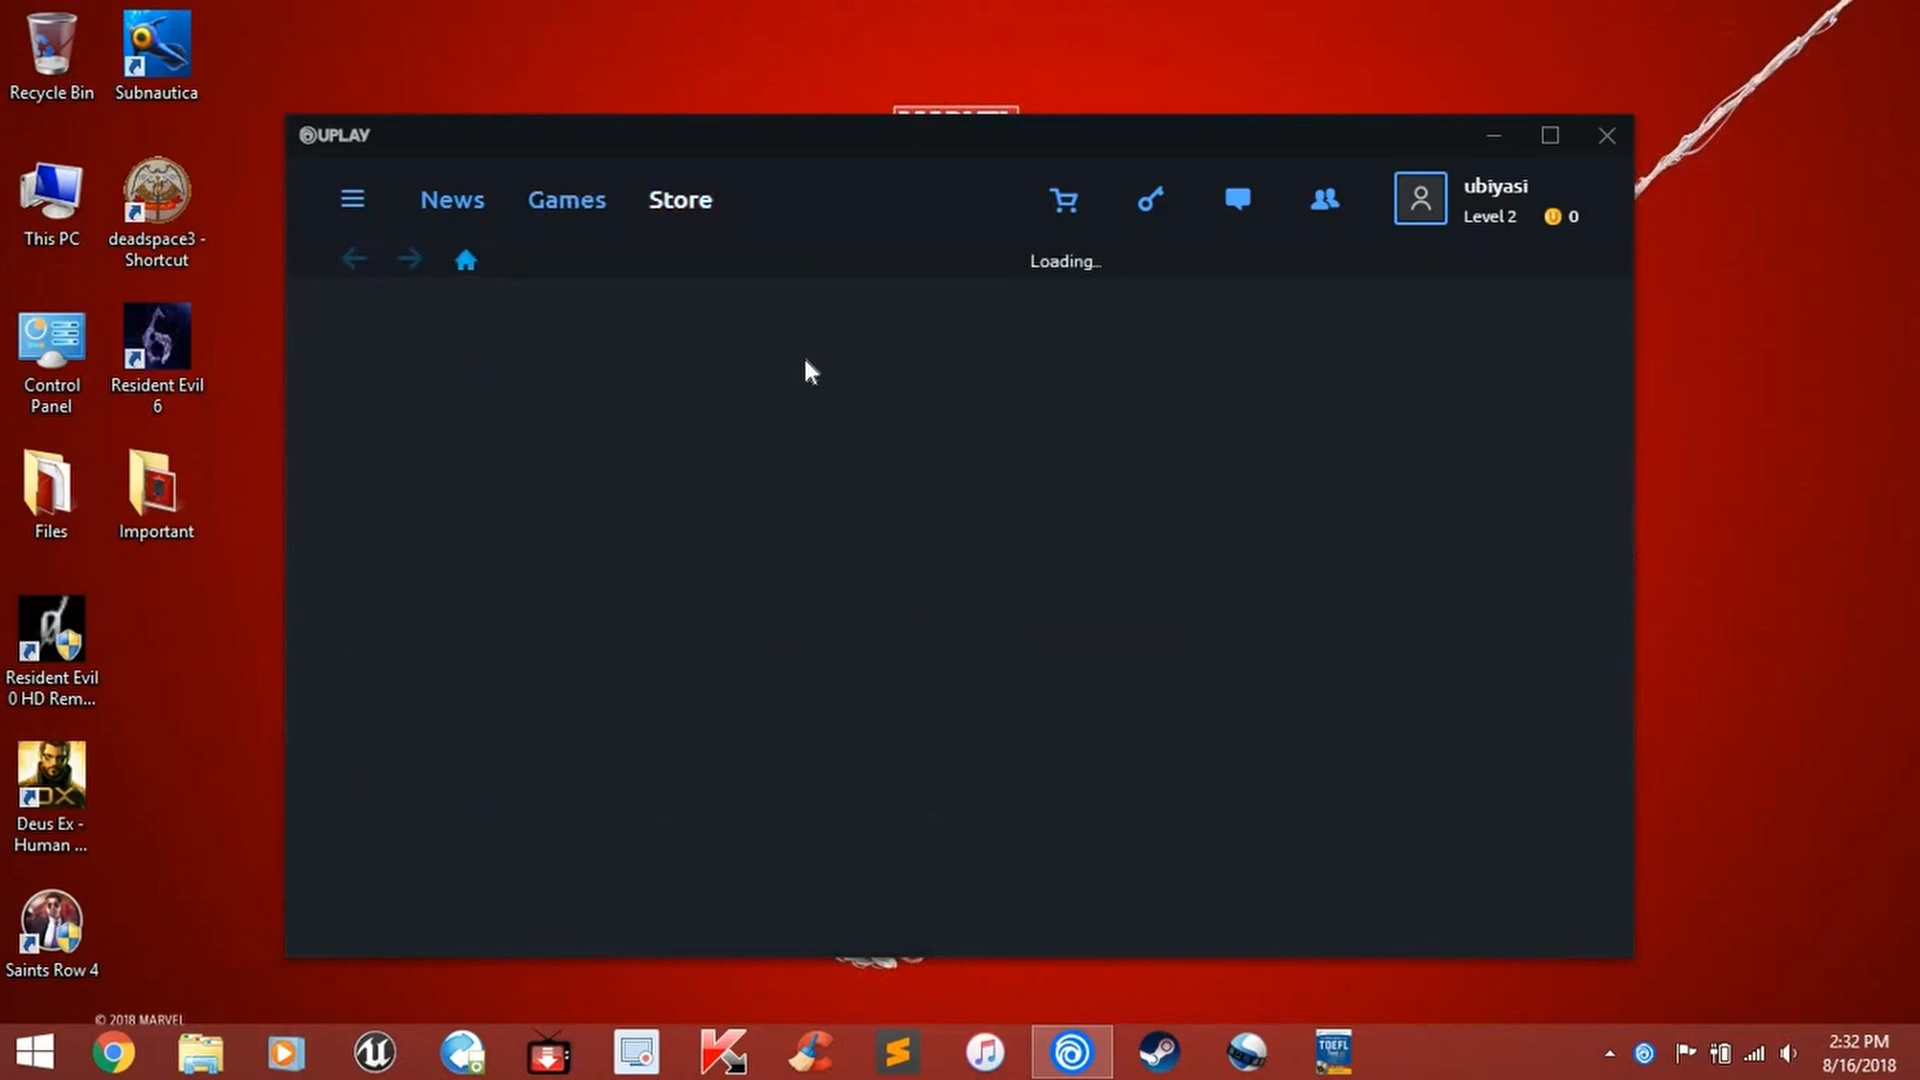 Recycle Bin
Subnautica
This PC
deadspace3 -
Shortcut
Control
Panel
Resident Evil
6
Files
Important
Resident Evil
0 HD Rem...
Deus Ex -
Human ...
Saints Row 4
UPLAY
News
Games
Store
ubiyasi
Level 2
0
Loading...
© 2018 MARVEL
TOEFL
2:32 PM
8/16/2018